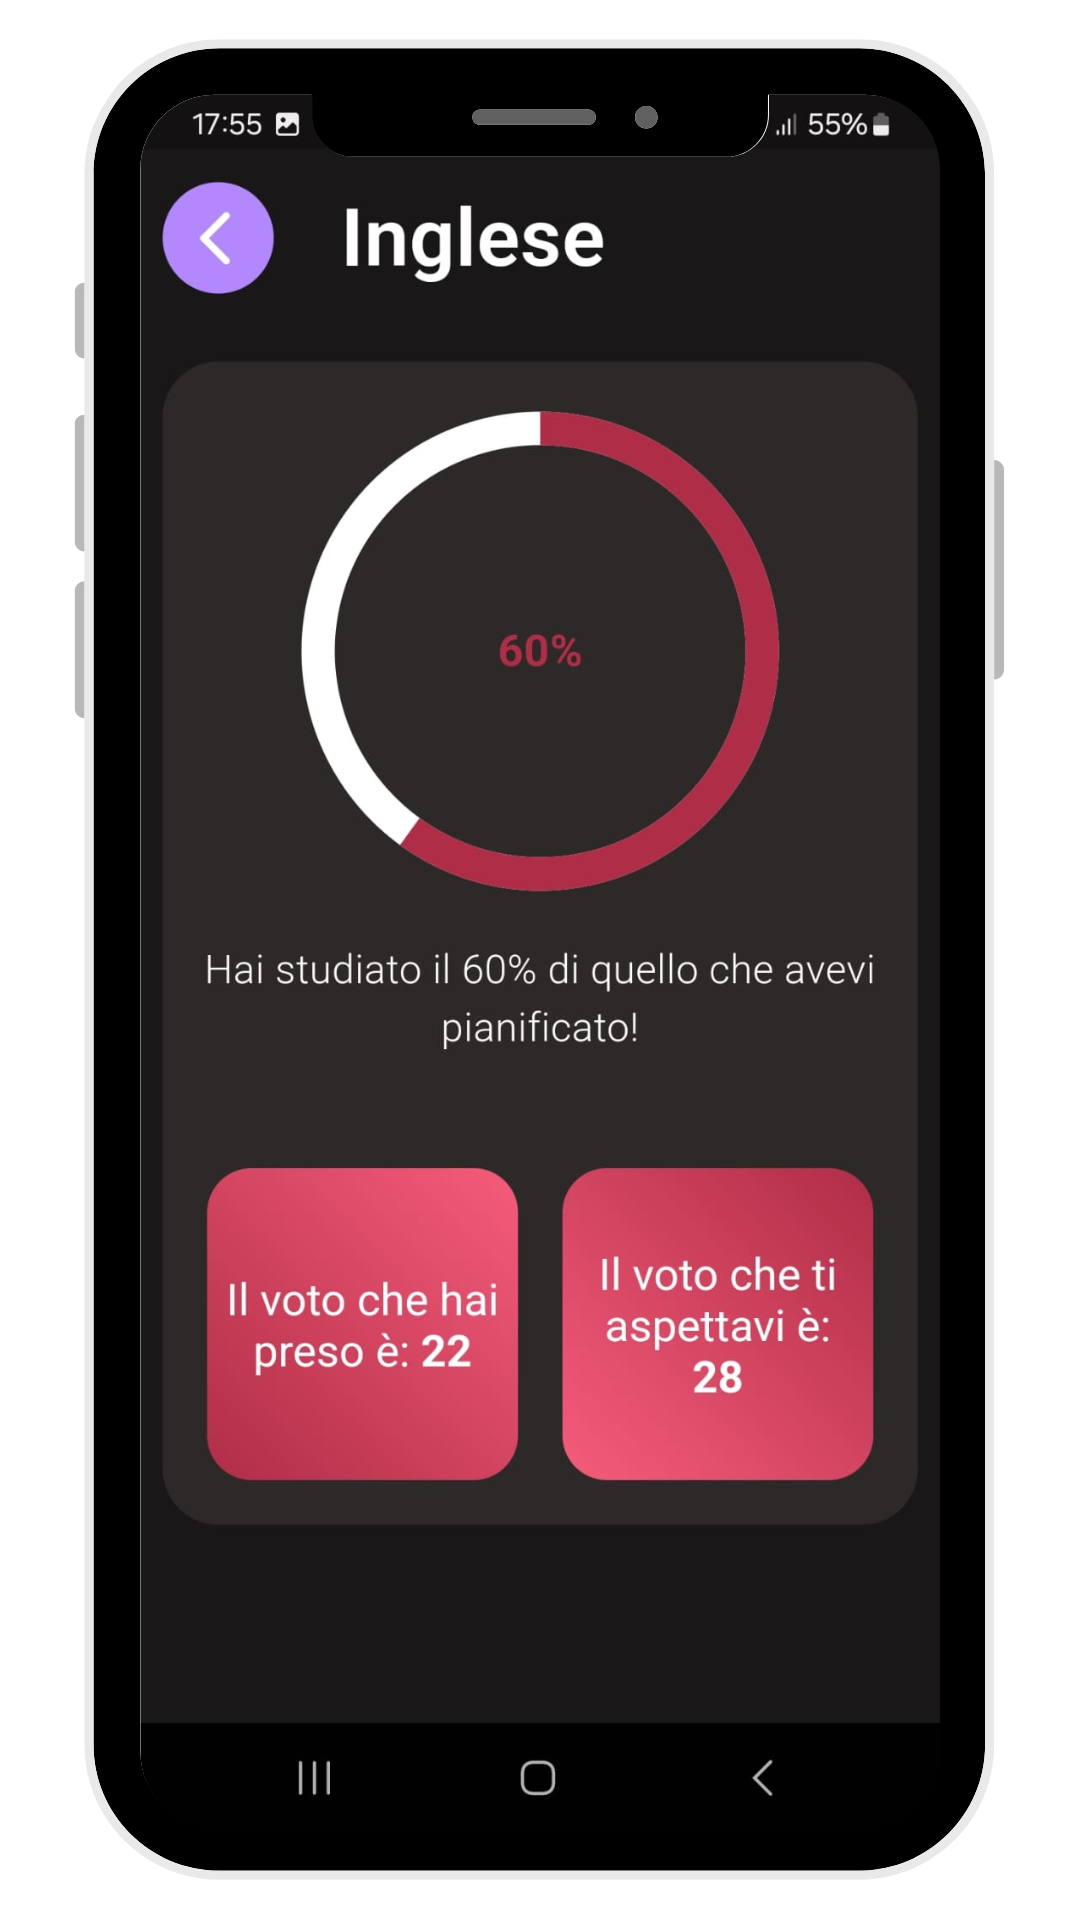 17:55
55%
Inglese
60%
Hai studiato il 60% di quello che avevi
pianificato!
Il voto che hai
preso è: 22
Il voto che ti
aspettavi è:
28